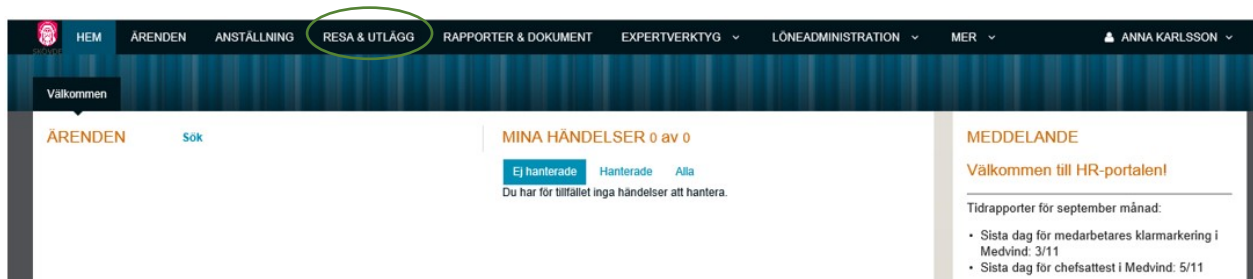 HEM ÄRENDEN ANSTÄLLNING RESA & UTLÄGG RAPPORTER & DOKUMENT EXPERTVERKTYG LÖNEADMINISTRATION MER ANNA KARLSSON
SKÖVDE
Välkommen
ÄRENDEN Sök
MINA HÄNDELSER 0 av 0
Ej hanterade Hanterade Alla
Du har för tillfället inga händelser att hantera.
MEDDELANDE
Välkommen till HR-portalen!
Tidrapporter för september månad:
• Sista dag för medarbetares klarmarkering i
Medvind: 3/11
• Sista dag för chefsattest i Medvind: 5/11